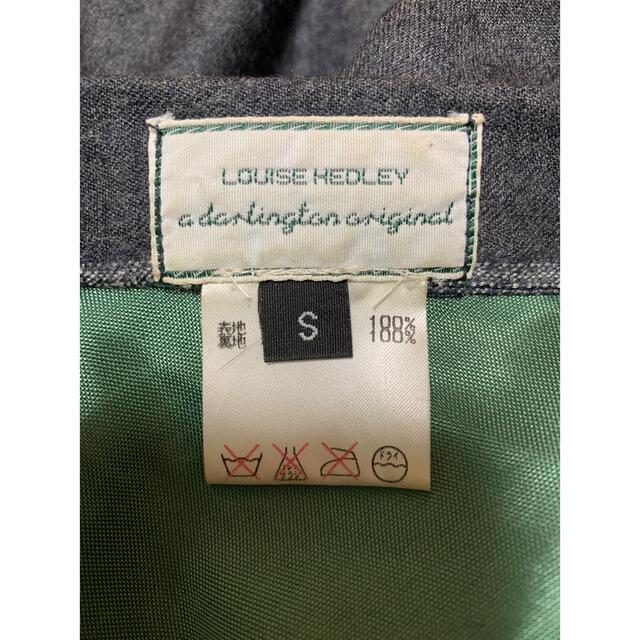 LOUISE HEDLEY
a darlington original
S
表地 100%
裏地 100%
ドライ